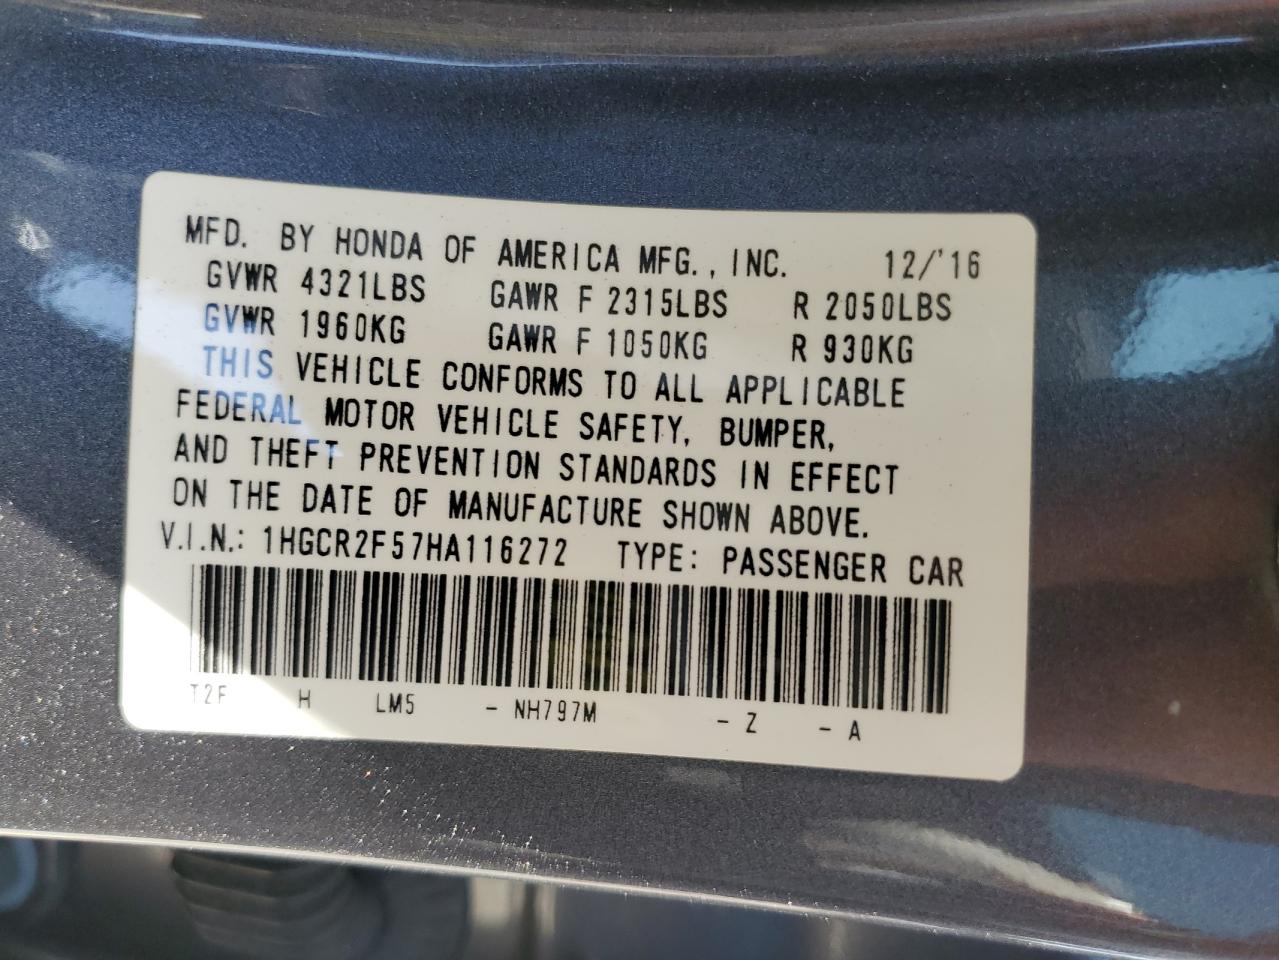 MFD. BY HONDA OF AMERICA MFG., INC. 12/'16
GVWR 4321LBS GAWR F 2315LBS R 2050LBS
GVWR 1960KG GAWR F 1050KG R 930KG
THIS VEHICLE CONFORMS TO ALL APPLICABLE
FEDERAL MOTOR VEHICLE SAFETY, BUMPER,
AND THEFT PREVENTION STANDARDS IN EFFECT
ON THE DATE OF MANUFACTURE SHOWN ABOVE.
V.I.N.: 1HGCR2F57HA116272 TYPE: PASSENGER CAR
T2F H LM5 - NH797M - Z - A